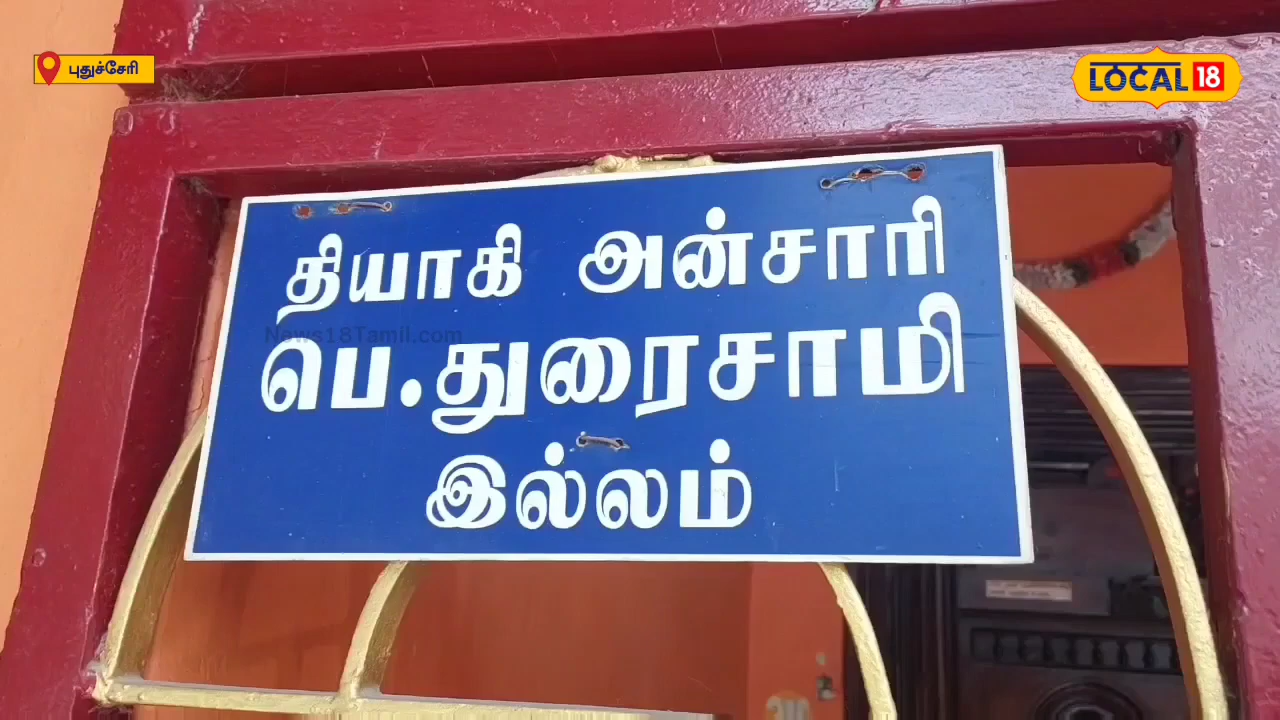 புதுச்சேரி
LOCAL 18
தியாகி அன்சாரி
News18Tamil.com
பெ.துரைசாமி
இல்லம்